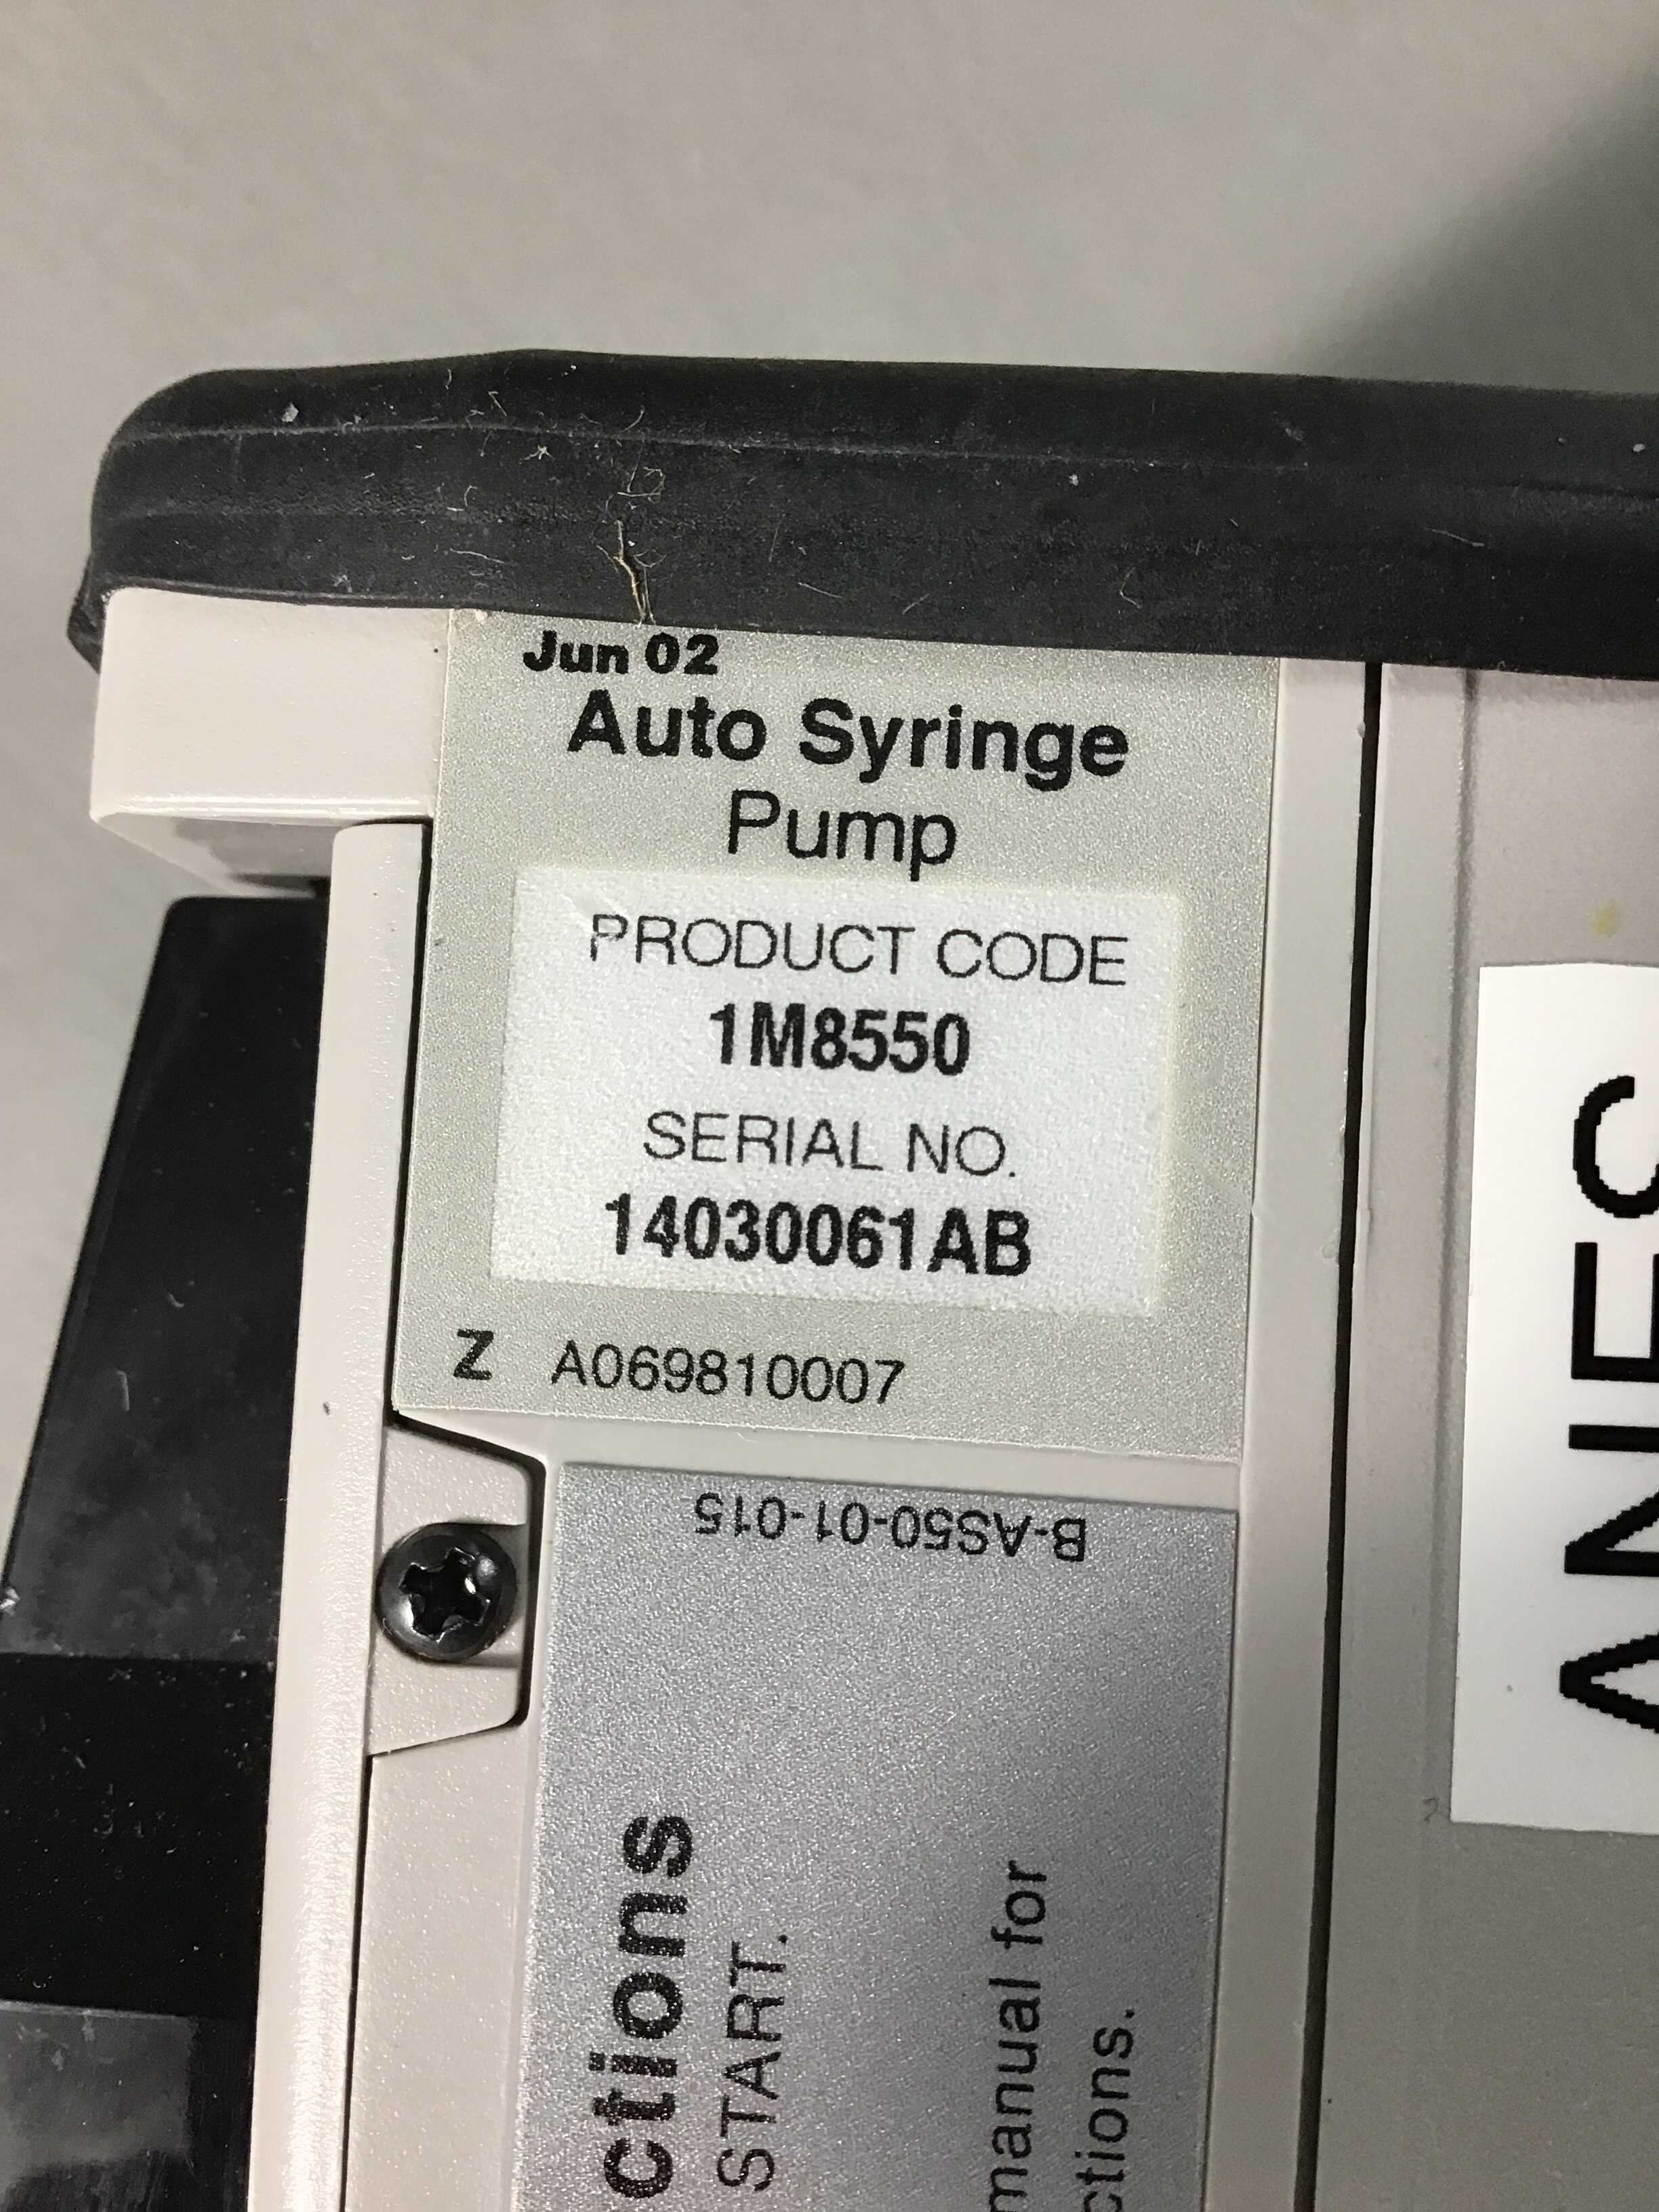 Jun 02
Auto Syringe
Pump
PRODUCT CODE
1M8550
SERIAL NO.
14030061AB
Z A069810007
B-AS50-01-015
ctions
START.
manual for
ctions.